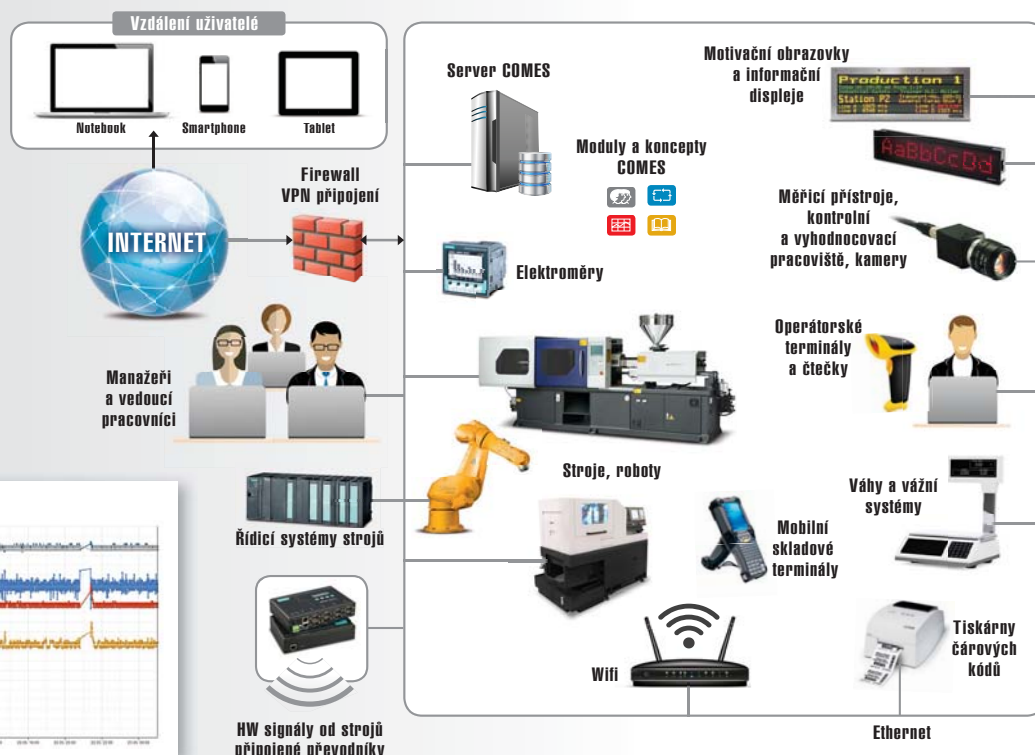 Vzdálení uživatelé
Notebook
Smartphone
Tablet
INTERNET
Firewall
VPN připojení
Server COMES
Moduly a koncepty
COMES
Motivační obrazovky
a informační
displeje
Production 1
Station P2
AaBbCcDd
Měřicí přístroje,
kontrolní
a vyhodnocovací
pracoviště, kamery
Elektroměry
Manažeři
a vedoucí
pracovníci
Operátorské
terminály
a čtečky
Stroje, roboty
Řídicí systémy strojů
Mobilní
skladové
terminály
Váhy a vážní
systémy
Wifi
Tiskárny
čárových
kódů
HW signály od strojů
připojené převodníky
Ethernet